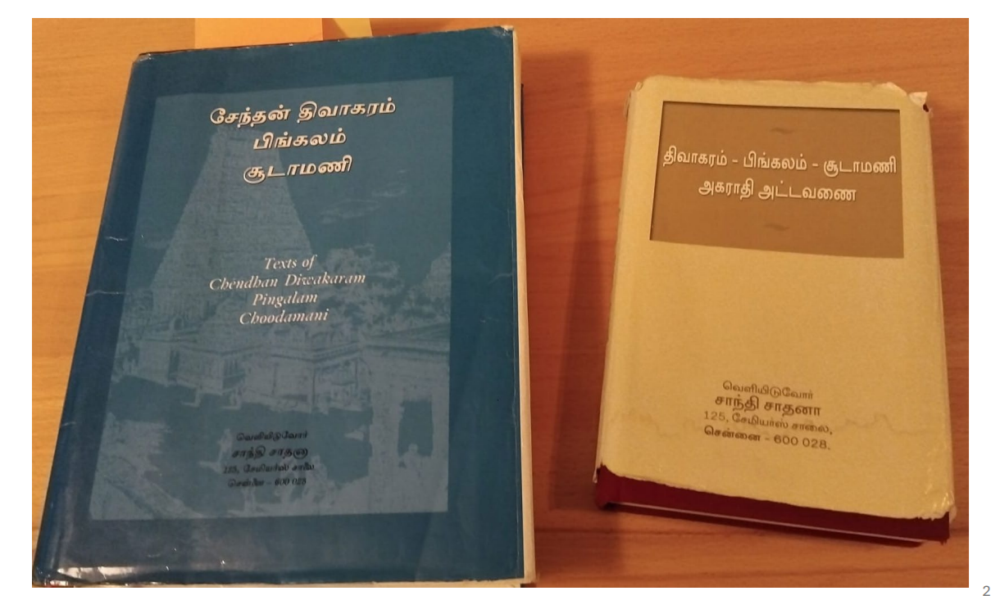 சேந்தன் திவாகரம்
பிங்கலம்
சூடாமணி
Texts of
Chendhan Diwakaram
Pingalam
Choodamani
வெளியிடுவோர்
சாந்தி சாதனா
125, சேமியர்ஸ் சாலை
சென்னை - 600 028
திவாகரம் - பிங்கலம் - சூடாமணி
அகராதி அட்டவணை
வெளியிடுவோர்
சாந்தி சாதனா
125, சேமியர்ஸ் சாலை,
சென்னை - 600 028.
2